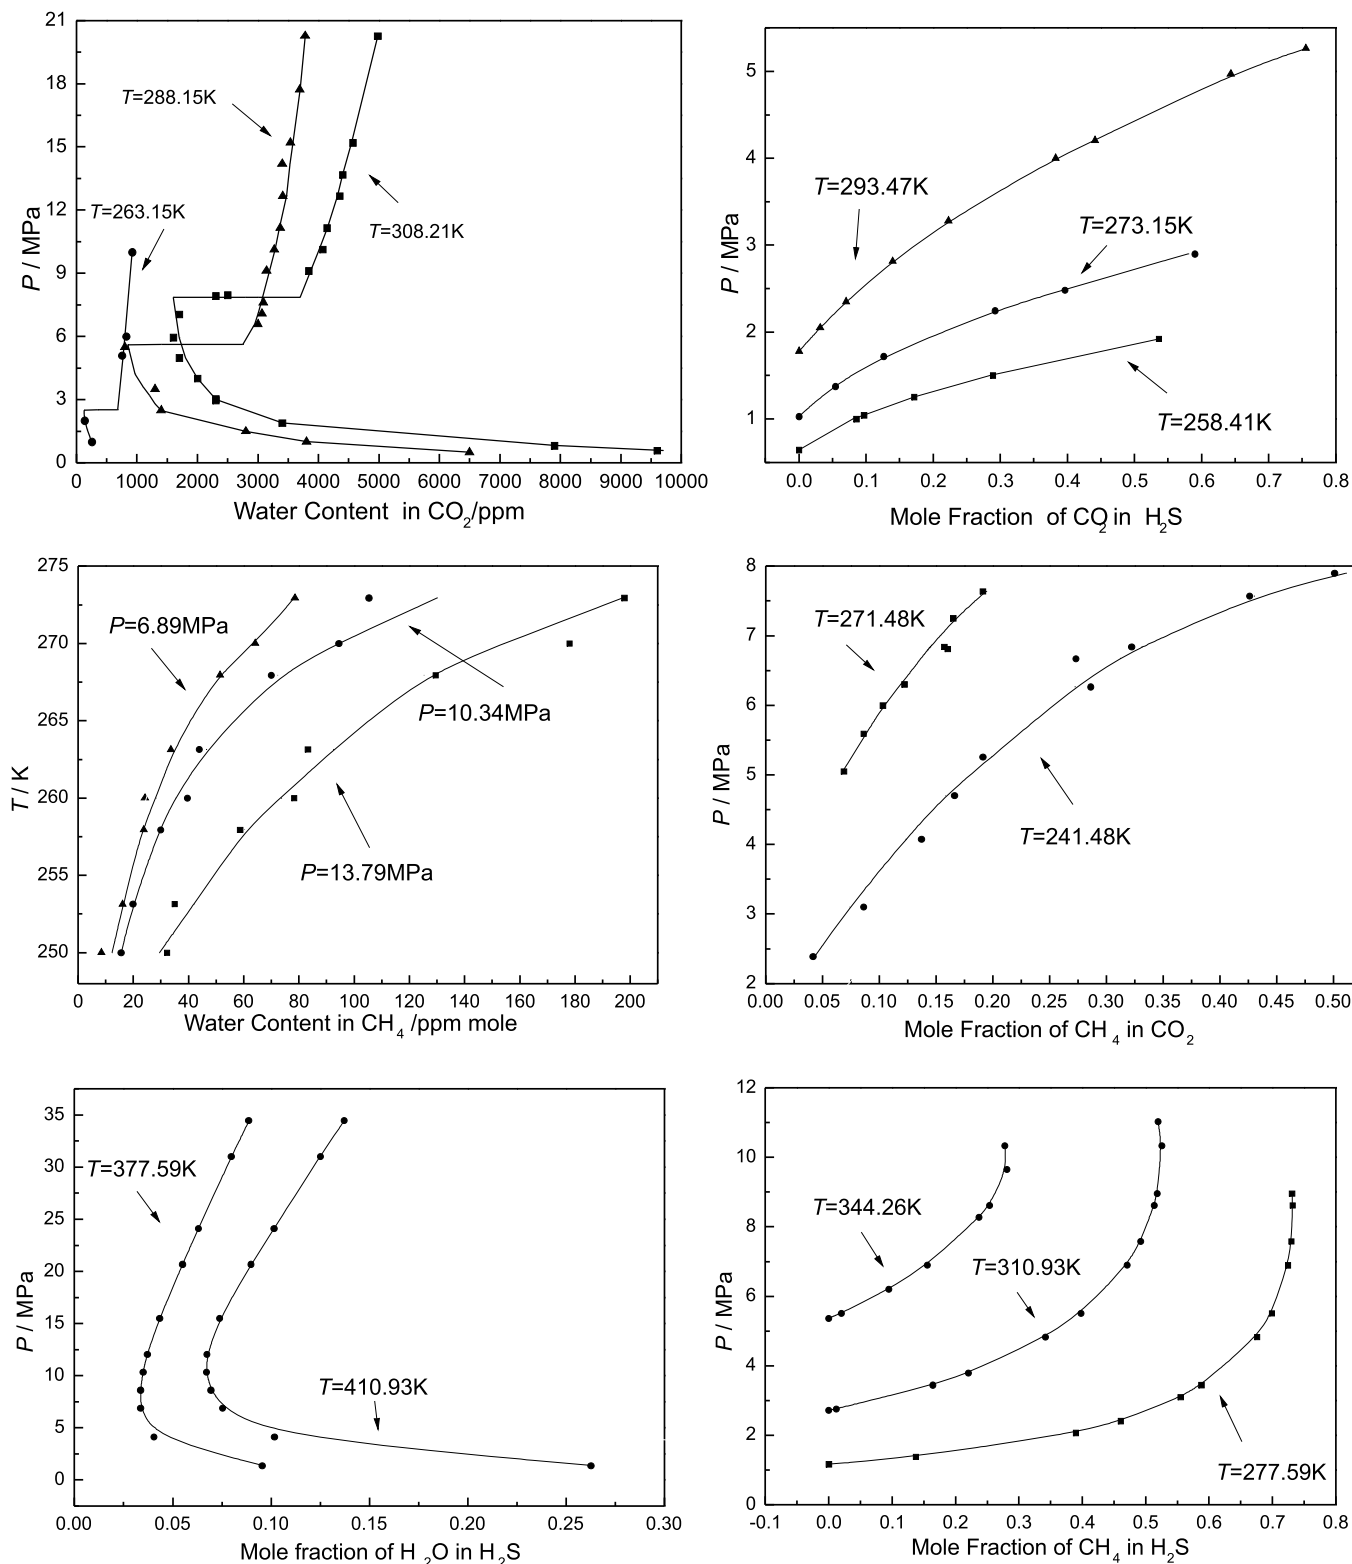 21
18
15
12
9
6
3
0
P / MPa
T=288.15K
T=263.15K
T=308.21K
0 1000 2000 3000 4000 5000 6000 7000 8000 9000 10000
Water Content in CO2/ppm
5
4
3
2
1
P / MPa
T=293.47K
T=273.15K
T=258.41K
0.0 0.1 0.2 0.3 0.4 0.5 0.6 0.7 0.8
Mole Fraction of CO2 in H2S
275
270
265
260
255
250
T / K
P=6.89MPa
P=10.34MPa
P=13.79MPa
0 20 40 60 80 100 120 140 160 180 200
Water Content in CH4 /ppm mole
8
7
6
5
4
3
2
P / MPa
T=271.48K
T=241.48K
0.00 0.05 0.10 0.15 0.20 0.25 0.30 0.35 0.40 0.45 0.50
Mole Fraction of CH4 in CO2
35
30
25
20
15
10
5
0
P / MPa
T=377.59K
T=410.93K
0.00 0.05 0.10 0.15 0.20 0.25 0.30
Mole fraction of H2O in H2S
12
10
8
6
4
2
0
P / MPa
T=344.26K
T=310.93K
T=277.59K
-0.1 0.0 0.1 0.2 0.3 0.4 0.5 0.6 0.7 0.8
Mole Fraction of CH4 in H2S